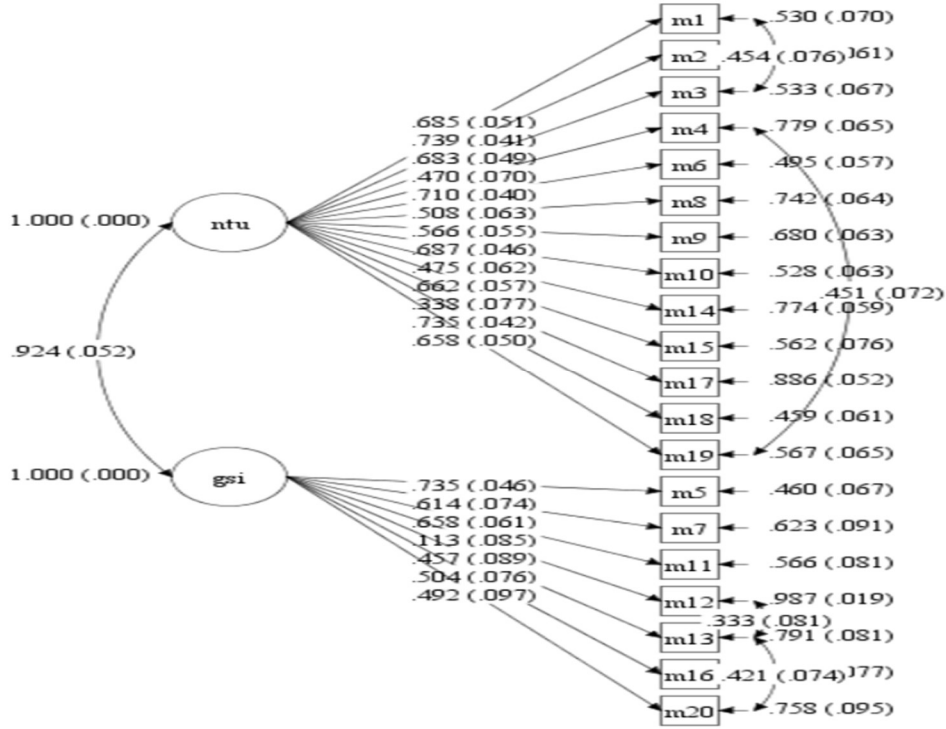 m1 .530 (.070)
m2 .454 (.076) )61)
m3 .533 (.067)
.685 (.051)
m4 .779 (.065)
.739 (.041)
.683 (.049)
m6 .495 (.057)
.470 (.070)
.710 (.040)
m8 .742 (.064)
.508 (.063)
1.000 (.000) ntu
.566 (.055)
m9 .680 (.063)
.687 (.046)
.475 (.062)
m10 .528 (.063)
.662 (.057)
.451 (.072)
.338 (.077)
m14 .774 (.059)
.735 (.042)
.658 (.050)
m15 .562 (.076)
.924 (.052)
m17 .886 (.052)
m18 .459 (.061)
m19 .567 (.065)
1.000 (.000) gsi
.735 (.046)
m5 .460 (.067)
.614 (.074)
.658 (.061)
m7 .623 (.091)
.113 (.085)
.457 (.089)
m11 .566 (.081)
.504 (.076)
.492 (.097)
m12 .987 (.019)
.333 (.081)
m13 .791 (.081)
m16 .421 (.074) )77)
m20 .758 (.095)